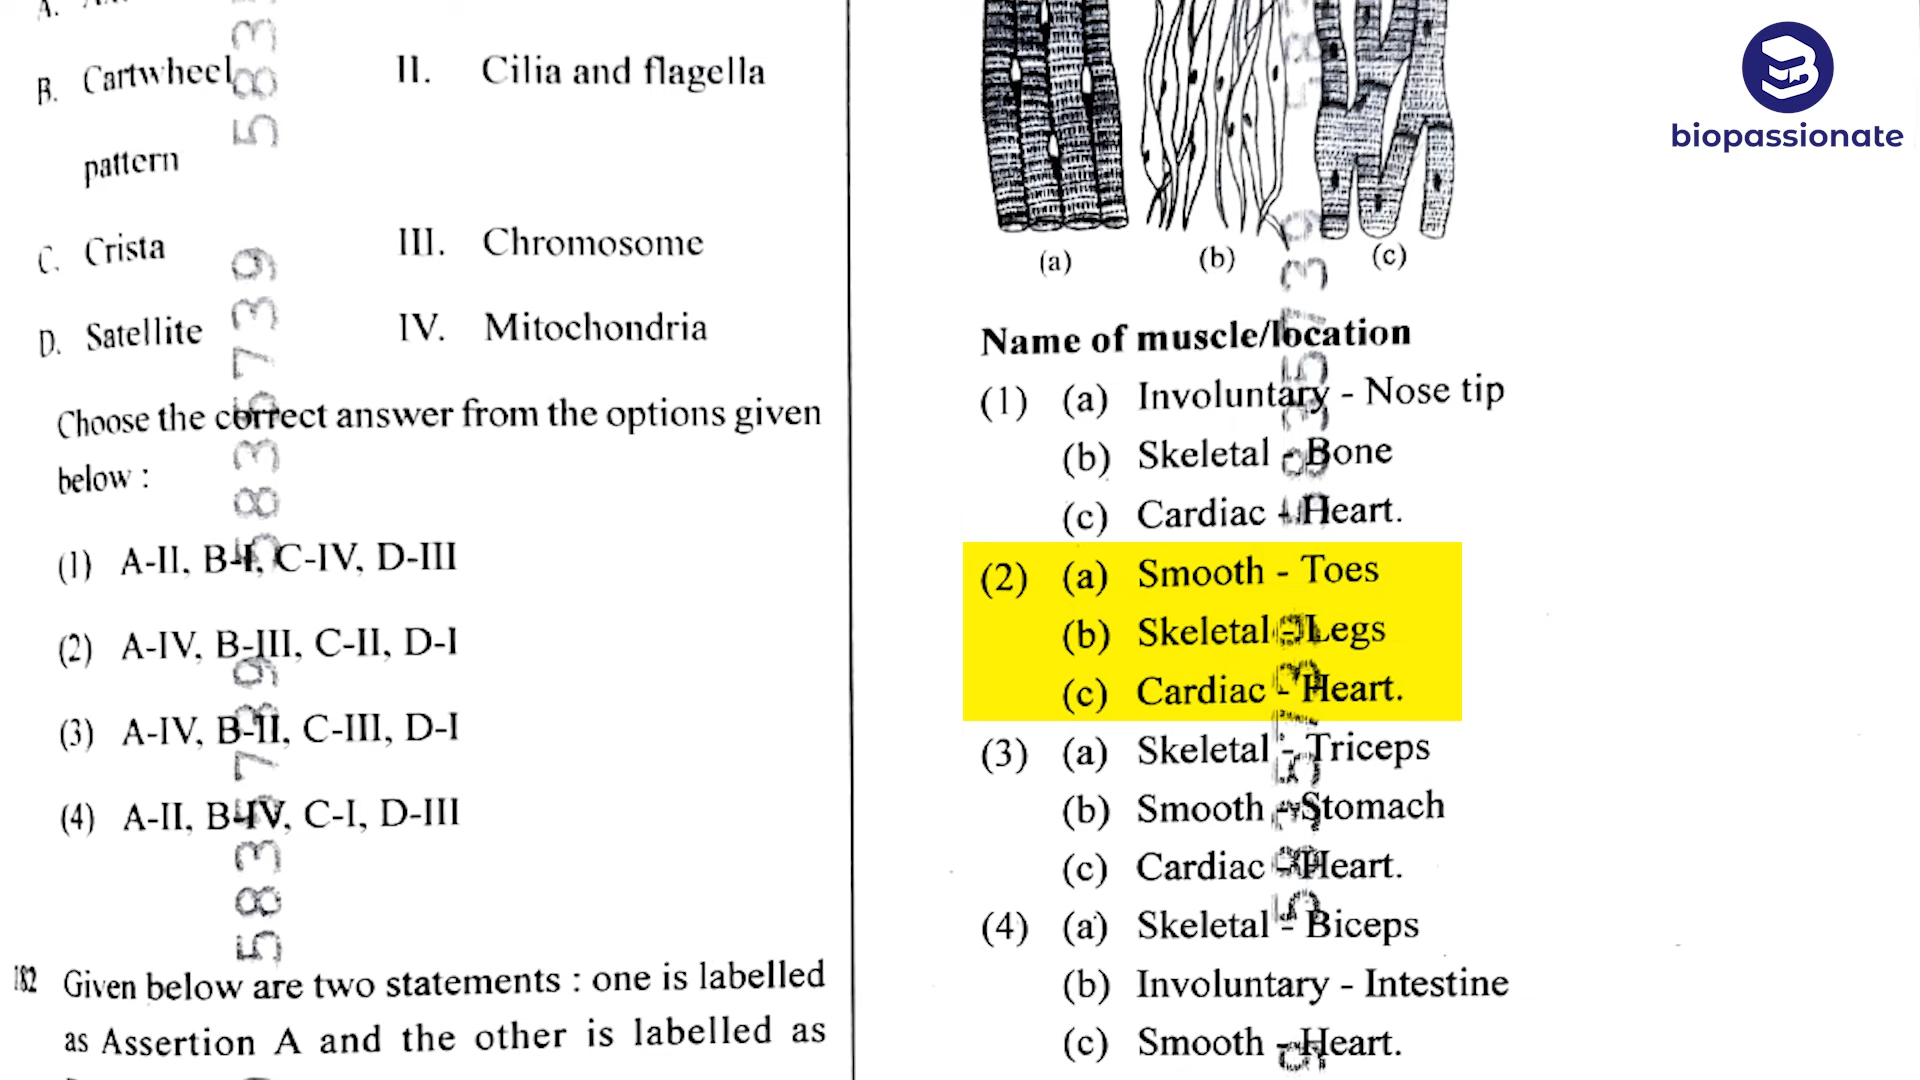 B. Cartwheel II. Cilia and flagella
pattern
C. Crista III. Chromosome
D. Satellite IV. Mitochondria
Choose the correct answer from the options given
below :
(1) A-II, B-I, C-IV, D-III
(2) A-IV, B-III, C-II, D-I
(3) A-IV, B-II, C-III, D-I
(4) A-II, B-IV, C-I, D-III
182 Given below are two statements : one is labelled
as Assertion A and the other is labelled as
(a) (b) (c)
Name of muscle/location
(1) (a) Involuntary - Nose tip
(b) Skeletal - Bone
(c) Cardiac - Heart.
(2) (a) Smooth - Toes
(b) Skeletal - Legs
(c) Cardiac - Heart.
(3) (a) Skeletal - Triceps
(b) Smooth - Stomach
(c) Cardiac - Heart.
(4) (a) Skeletal - Biceps
(b) Involuntary - Intestine
(c) Smooth - Heart.
biopassionate